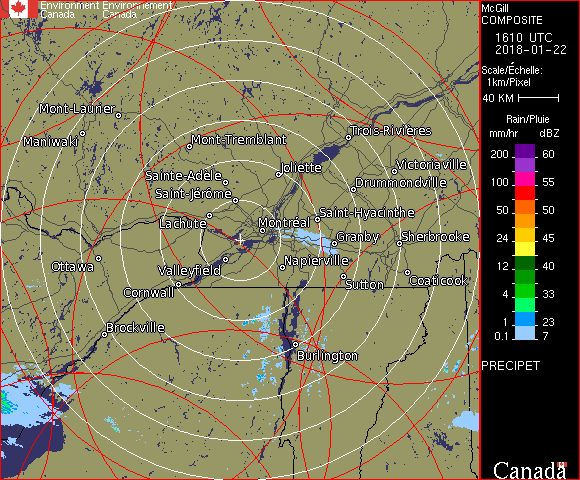 Environment Environnement
Canada Canada
McGill
COMPOSITE
1610 UTC
2018-01-22
Scale/Échelle:
1km/Pixel
40 KM
Rain/Pluie
mm/hr dBZ
200 60
100 55
50 50
24 45
12 40
4 33
1 23
0.1 7
PRECIPET
Canada
Mont-Laurier
Maniwaki
Mont-Tremblant
Trois-Rivières
Joliette
Victoriaville
Sainte-Adèle
Drummondville
Saint-Jérôme
Lachute
Saint-Hyacinthe
Montréal
Granby
Sherbrooke
Ottawa
Valleyfield
Napierville
Cornwall
Sutton
Coaticook
Brockville
Burlington